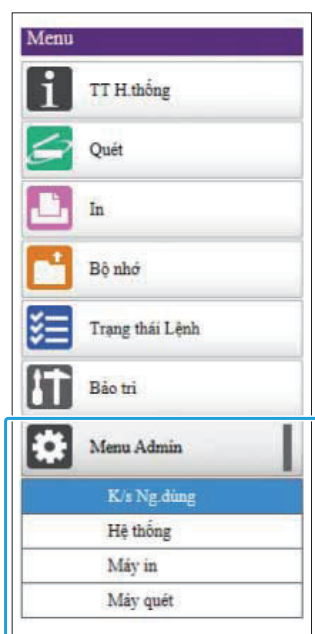 Menu
TT H.thống
Quét
In
Bộ nhớ
Trạng thái Lệnh
Bảo trì
Menu Admin
K/s Ng.dùng
Hệ thống
Máy in
Máy quét